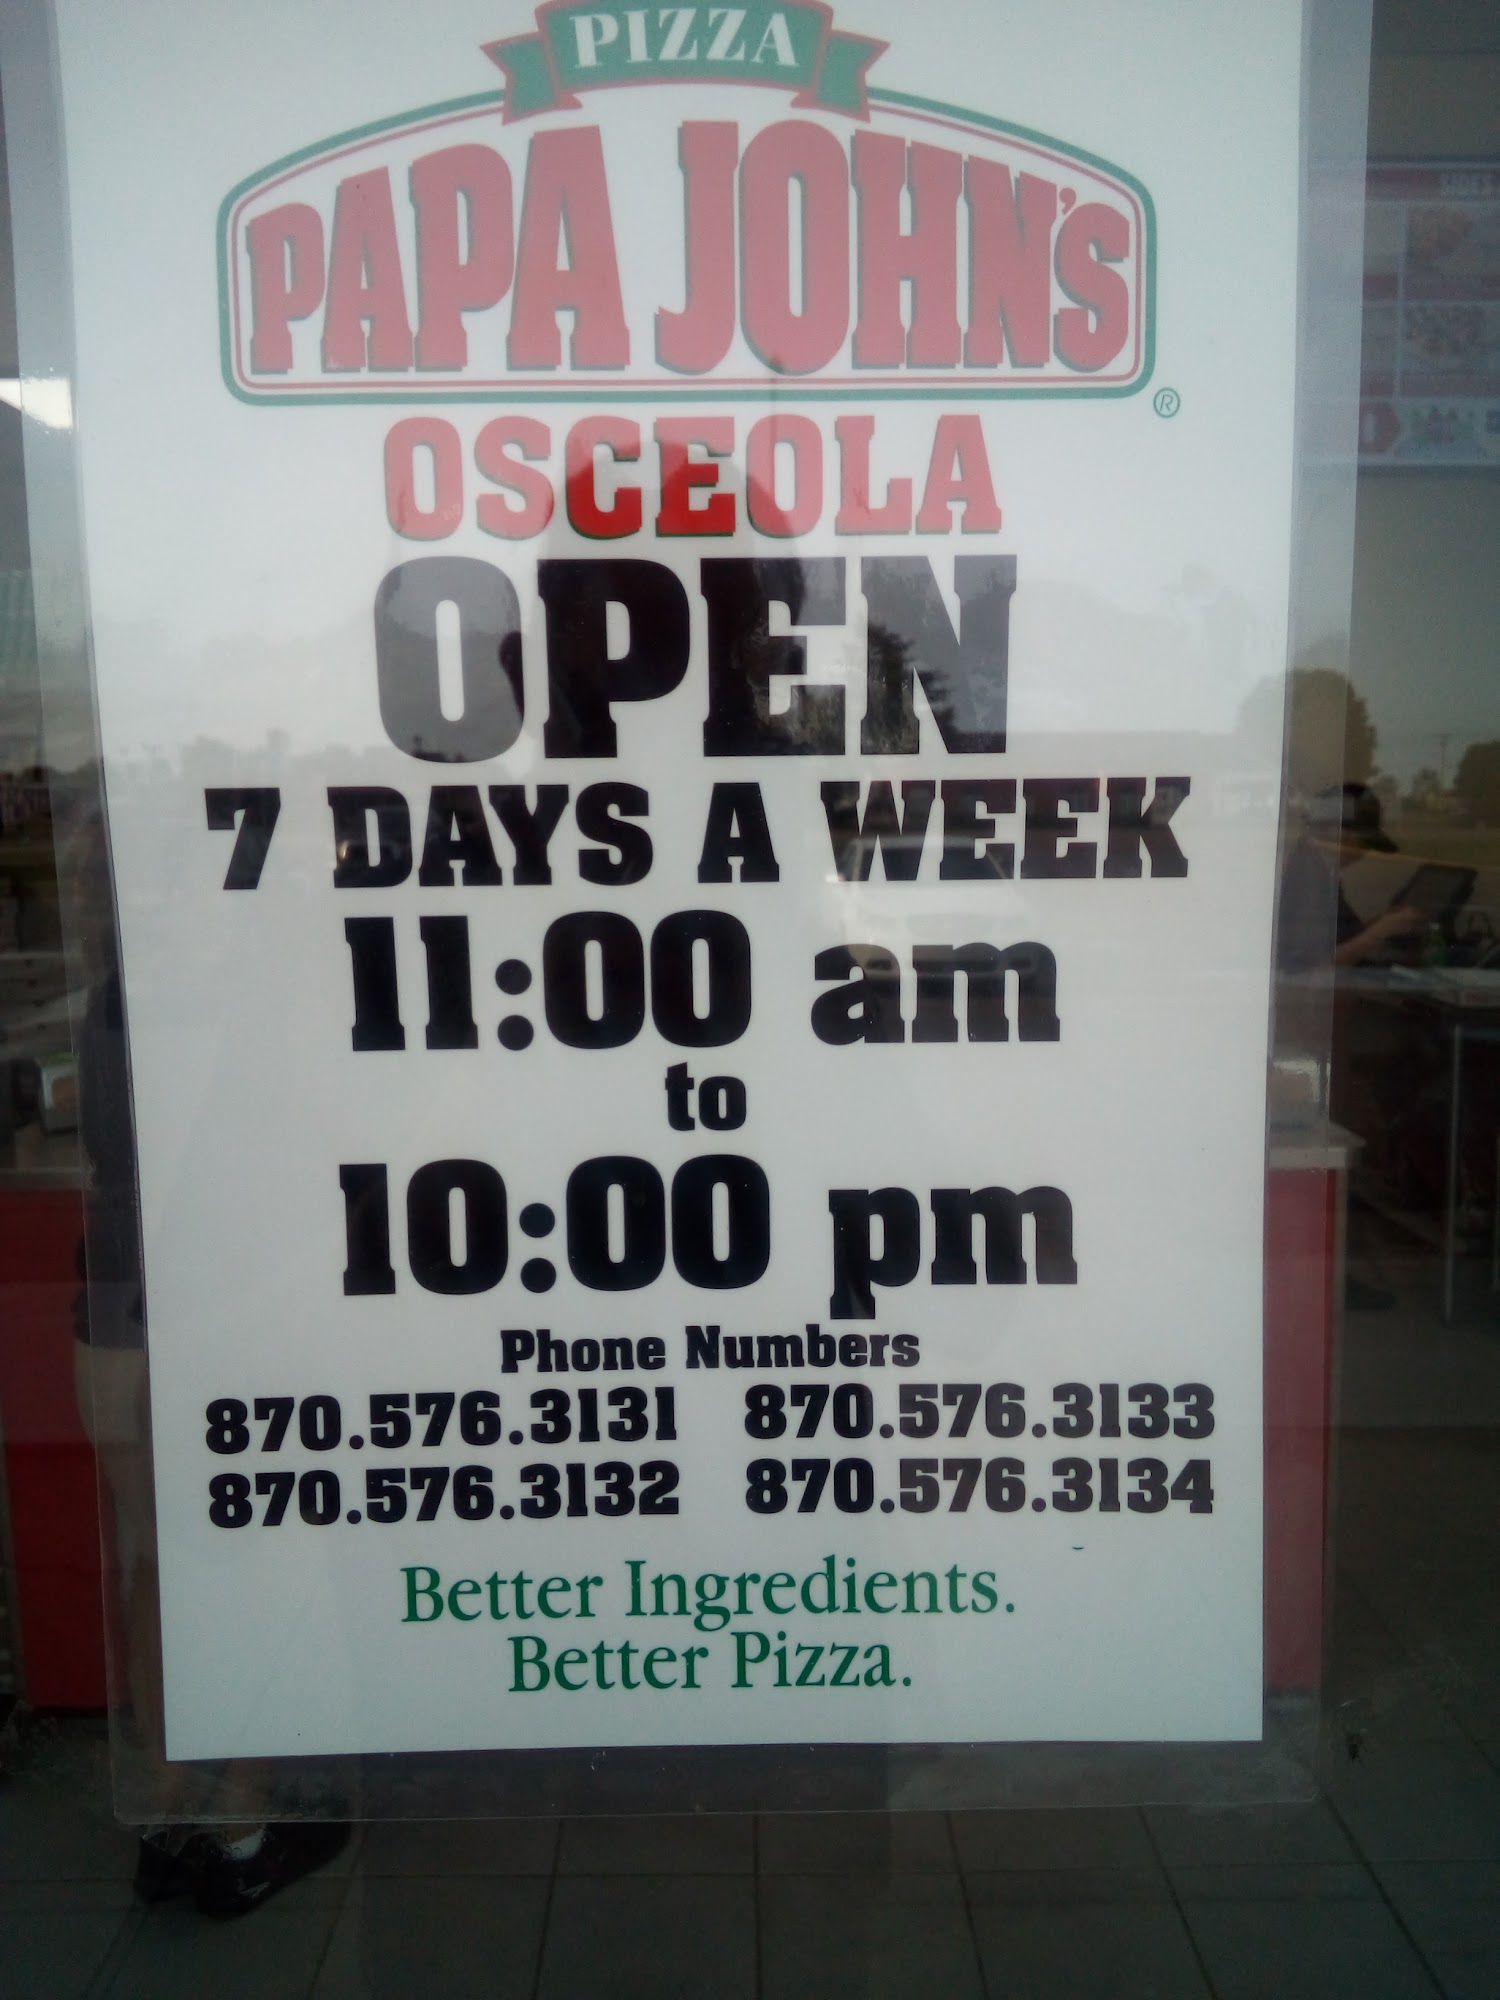 PIZZA
PAPA JOHN'S
®
OSCEOLA
OPEN
7 DAYS A WEEK
11:00 am
to
10:00 pm
Phone Numbers
870.576.3131 870.576.3133
870.576.3132 870.576.3134
Better Ingredients.
Better Pizza.
SIDES